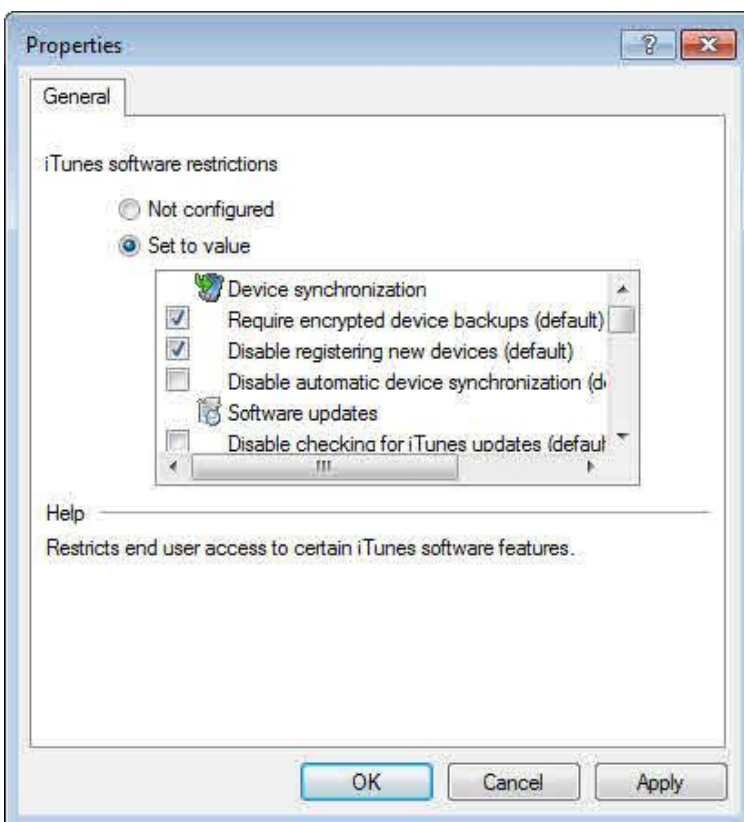 Properties
General
iTunes software restrictions
Not configured
Set to value
Device synchronization
Require encrypted device backups (default)
Disable registering new devices (default)
Disable automatic device synchronization (d
Software updates
Disable checking for iTunes updates (defaul
Help
Restricts end user access to certain iTunes software features.
OK
Cancel
Apply